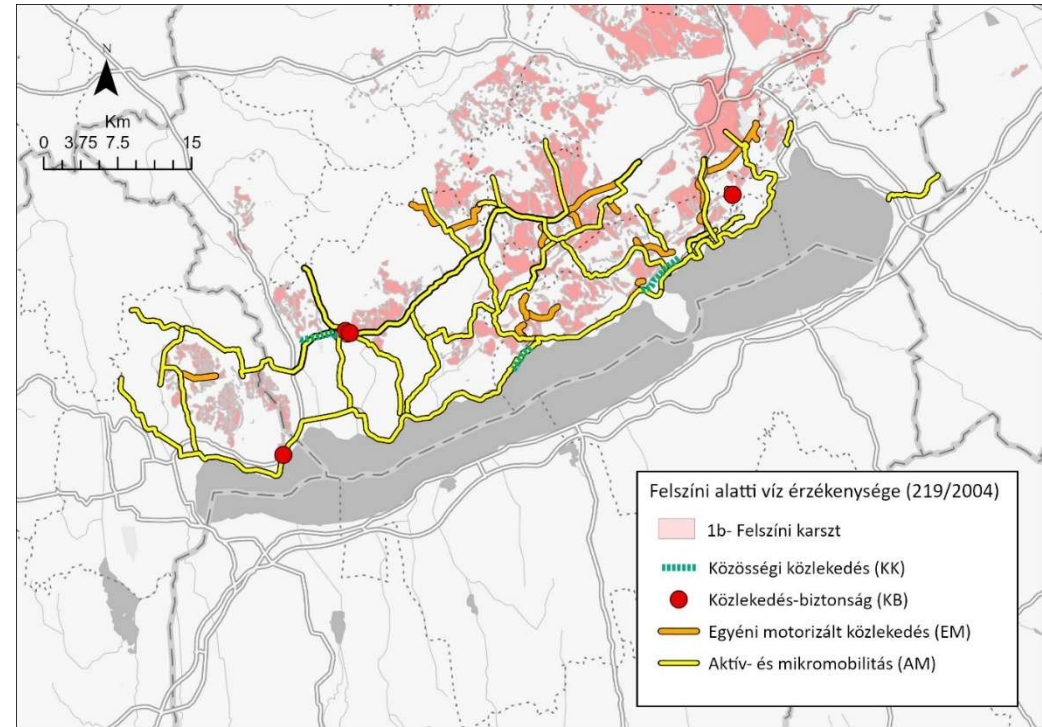 N
Km
0 3.75 7.5 15
Felszíni alatti víz érzékenysége (219/2004)
1b- Felszíni karszt
Közösségi közlekedés (KK)
Közlekedés-biztonság (KB)
Egyéni motorizált közlekedés (EM)
Aktív- és mikromobilitás (AM)